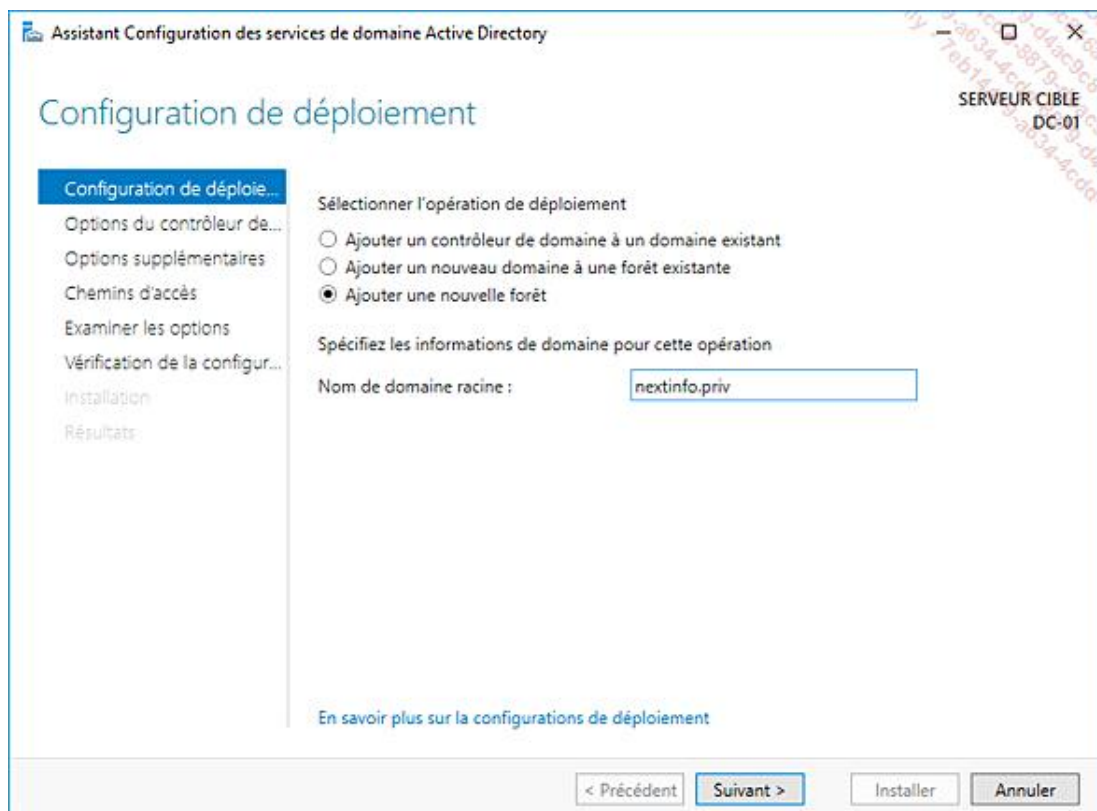 Assistant Configuration des services de domaine Active Directory
Configuration de déploiement
SERVEUR CIBLE
DC-01
Configuration de déploie...
Options du contrôleur de...
Options supplémentaires
Chemins d'accès
Examiner les options
Vérification de la configur...
Installation
Résultats
Sélectionner l'opération de déploiement
Ajouter un contrôleur de domaine à un domaine existant
Ajouter un nouveau domaine à une forêt existante
Ajouter une nouvelle forêt
Spécifiez les informations de domaine pour cette opération
Nom de domaine racine :
nextinfo.priv
En savoir plus sur la configurations de déploiement
< Précédent
Suivant >
Installer
Annuler